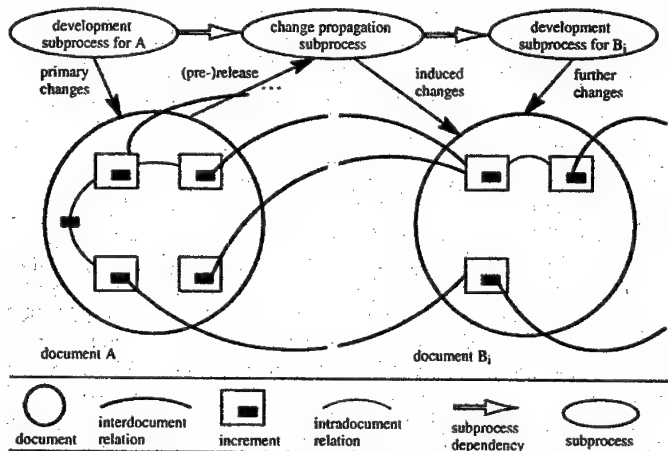 development
subprocess for A
change propagation
subprocess
development
subprocess for Bi
primary
changes
(pre-)release
...
induced
changes
further
changes
document A
document Bi
document
interdocument
relation
increment
intradocument
relation
subprocess
dependency
subprocess